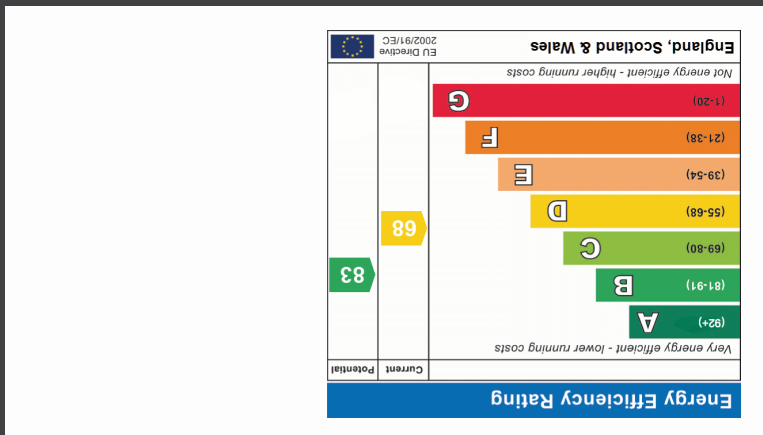 Energy Efficiency Rating
Current Potential
Very energy efficient - lower running costs
(92+) A
(81-91) B
83
(69-80) C
68
(55-68) D
(39-54) E
(21-38) F
(1-20) G
Not energy efficient - higher running costs
England, Scotland & Wales
EU Directive
2002/91/EC